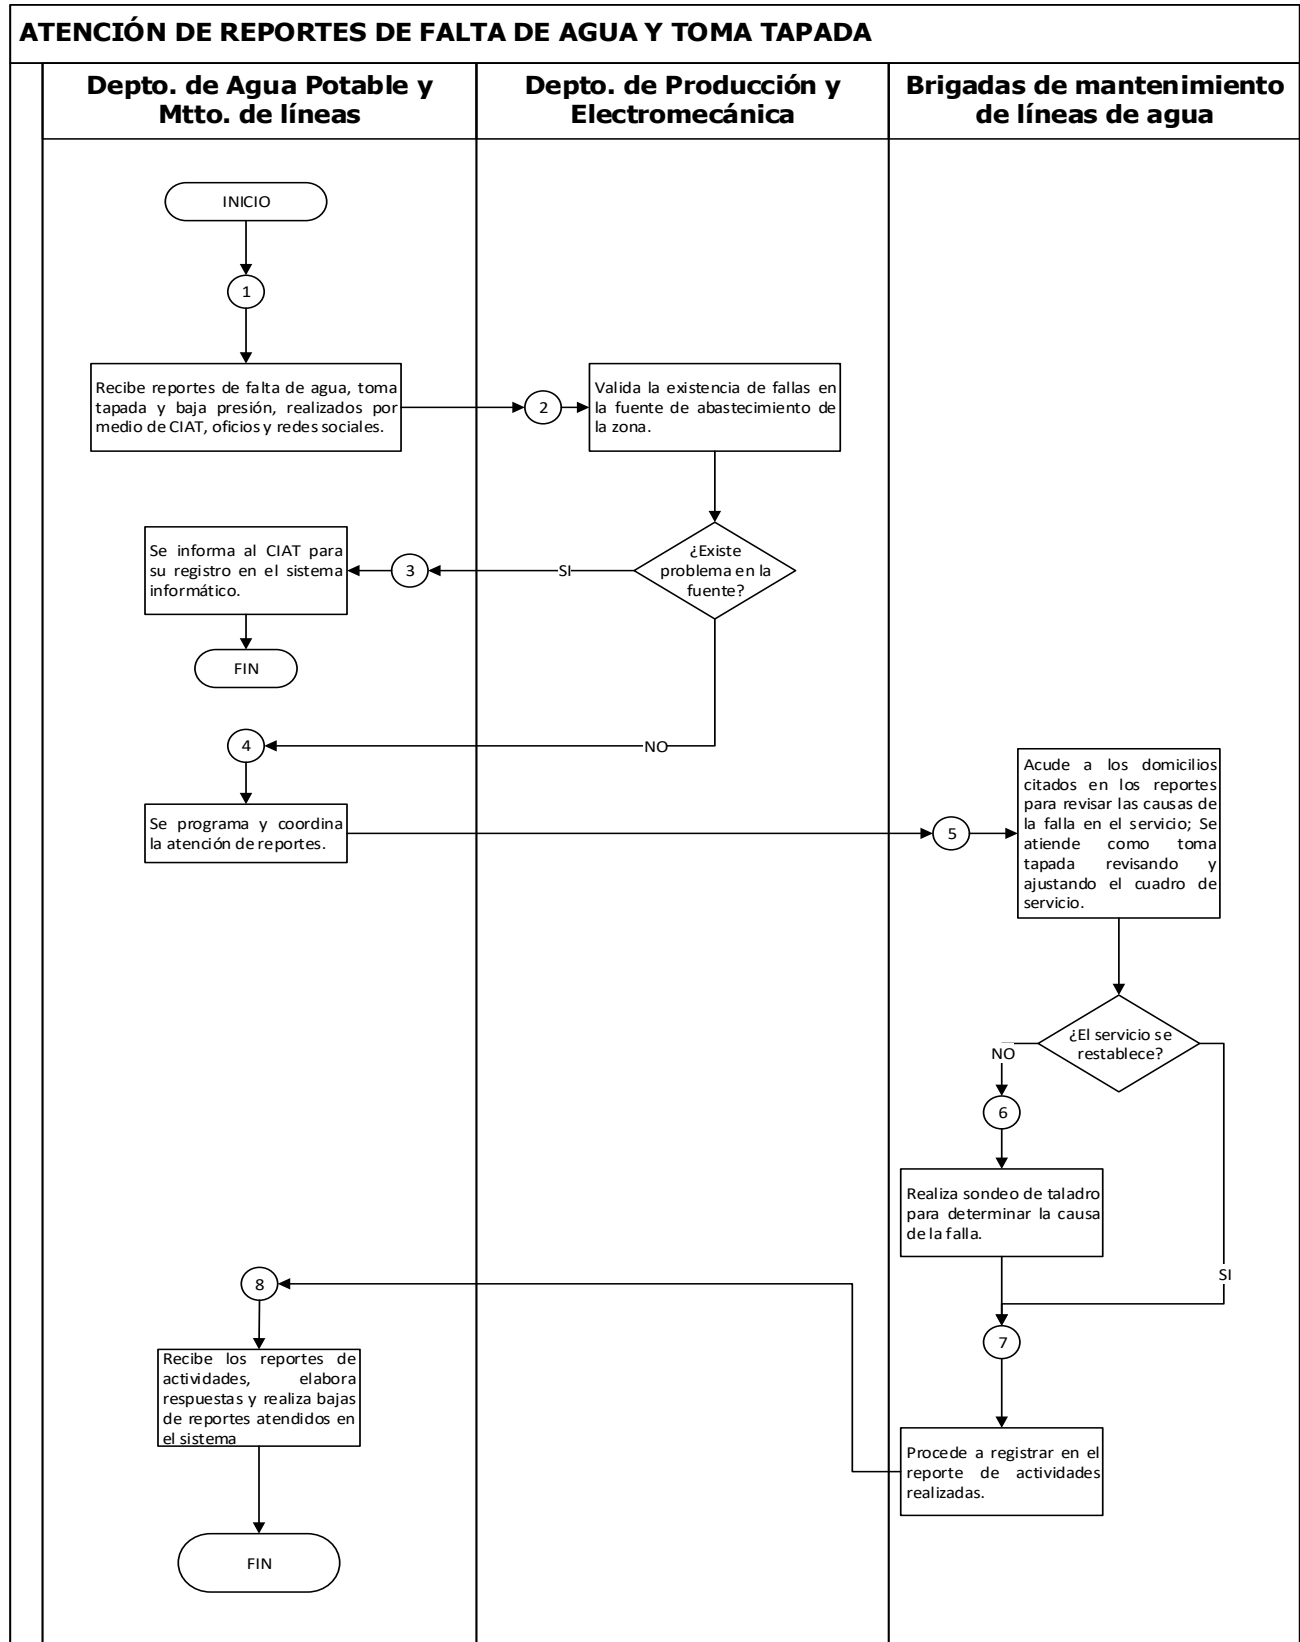 ATENCIÓN DE REPORTES DE FALTA DE AGUA Y TOMA TAPADA
Depto. de Agua Potable y
Mtto. de líneas
Depto. de Producción y
Electromecánica
Brigadas de mantenimiento
de líneas de agua
INICIO
1
Recibe reportes de falta de agua, toma
tapada y baja presión, realizados por
medio de CIAT, oficios y redes sociales.
2
Valida la existencia de fallas en
la fuente de abastecimiento de
la zona.
¿Existe
problema en la
fuente?
SI
3
Se informa al CIAT para
su registro en el sistema
informático.
FIN
NO
4
Se programa y coordina
la atención de reportes.
5
Acude a los domicilios
citados en los reportes
para revisar las causas de
la falla en el servicio; Se
atiende como toma
tapada revisando y
ajustando el cuadro de
servicio.
¿El servicio se
restablece?
NO
6
Realiza sondeo de taladro
para determinar la causa
de la falla.
SI
7
Procede a registrar en el
reporte de actividades
realizadas.
8
Recibe los reportes de
actividades, elabora
respuestas y realiza bajas
de reportes atendidos en
el sistema
FIN